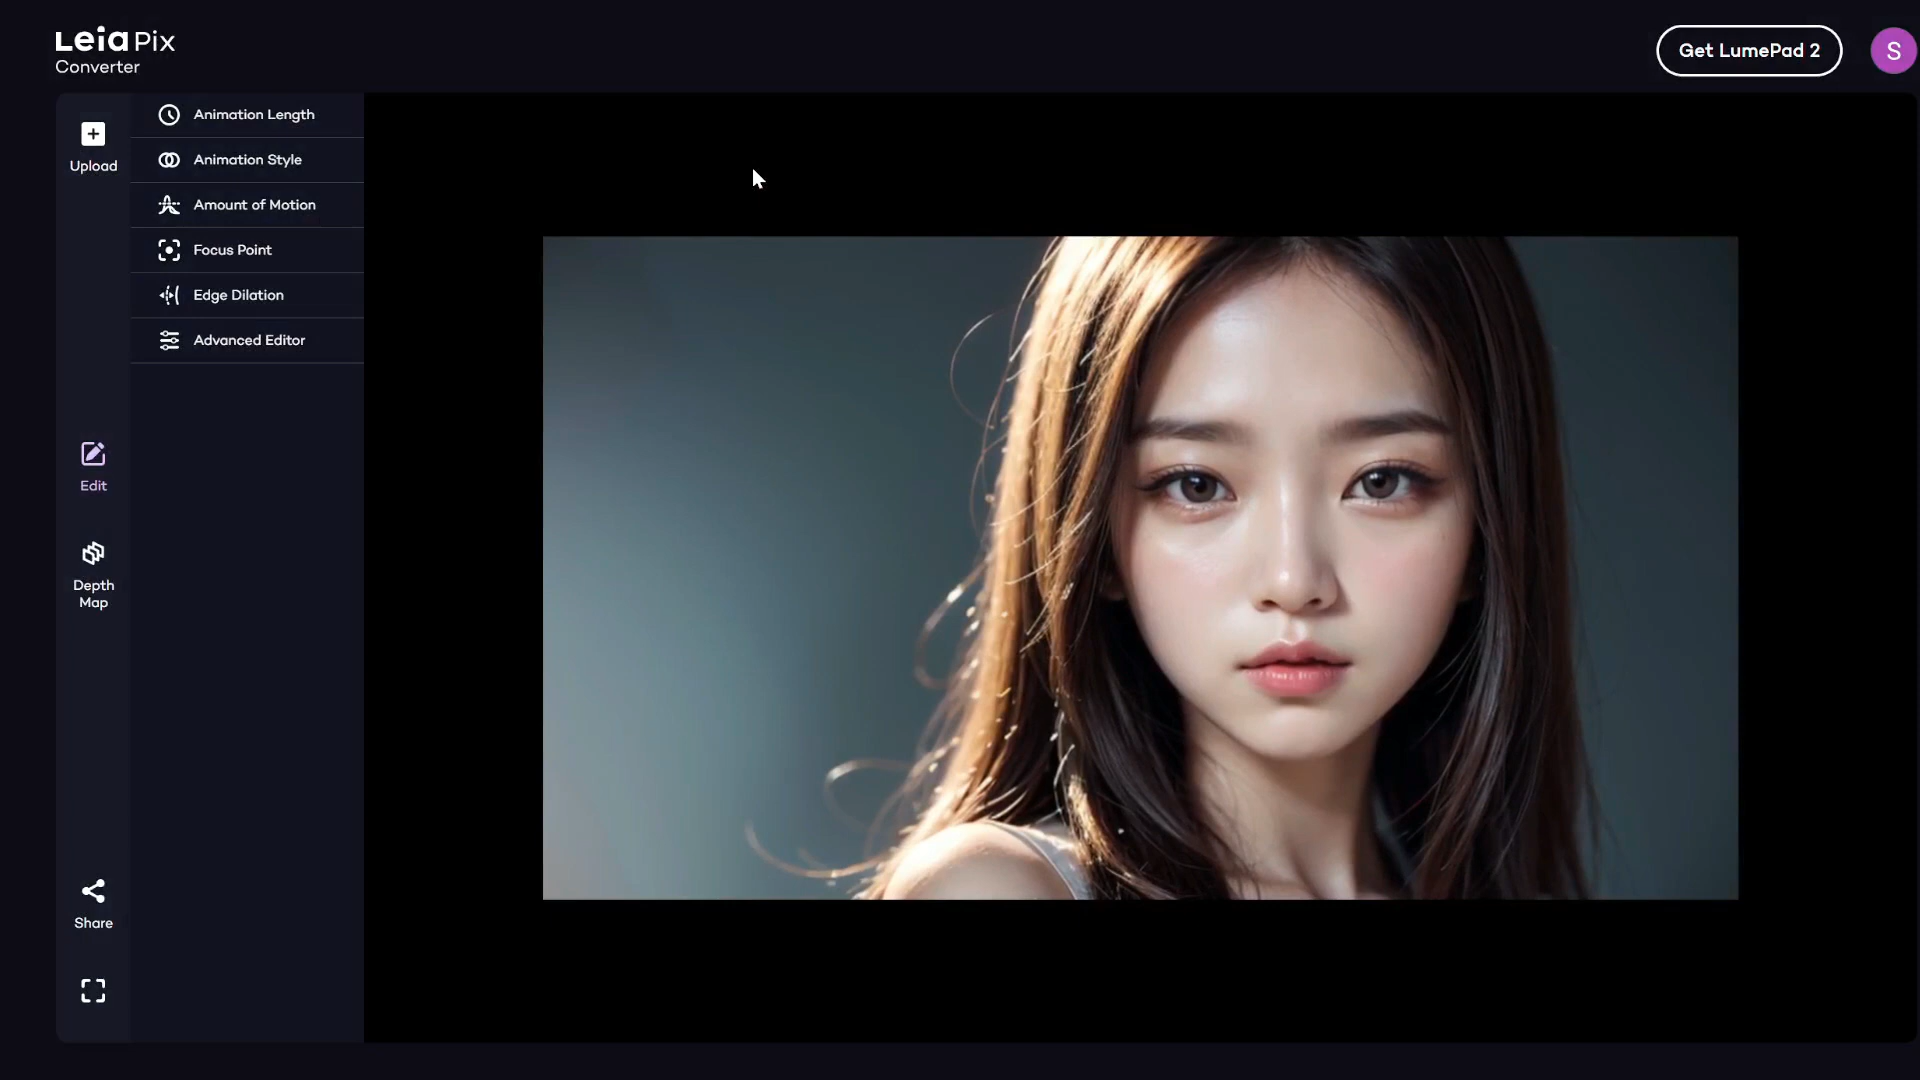 Leia Pix
Converter
Get LumePad 2
S
Upload
Animation Length
Animation Style
Amount of Motion
Focus Point
Edge Dilation
Advanced Editor
Edit
Depth
Map
Share